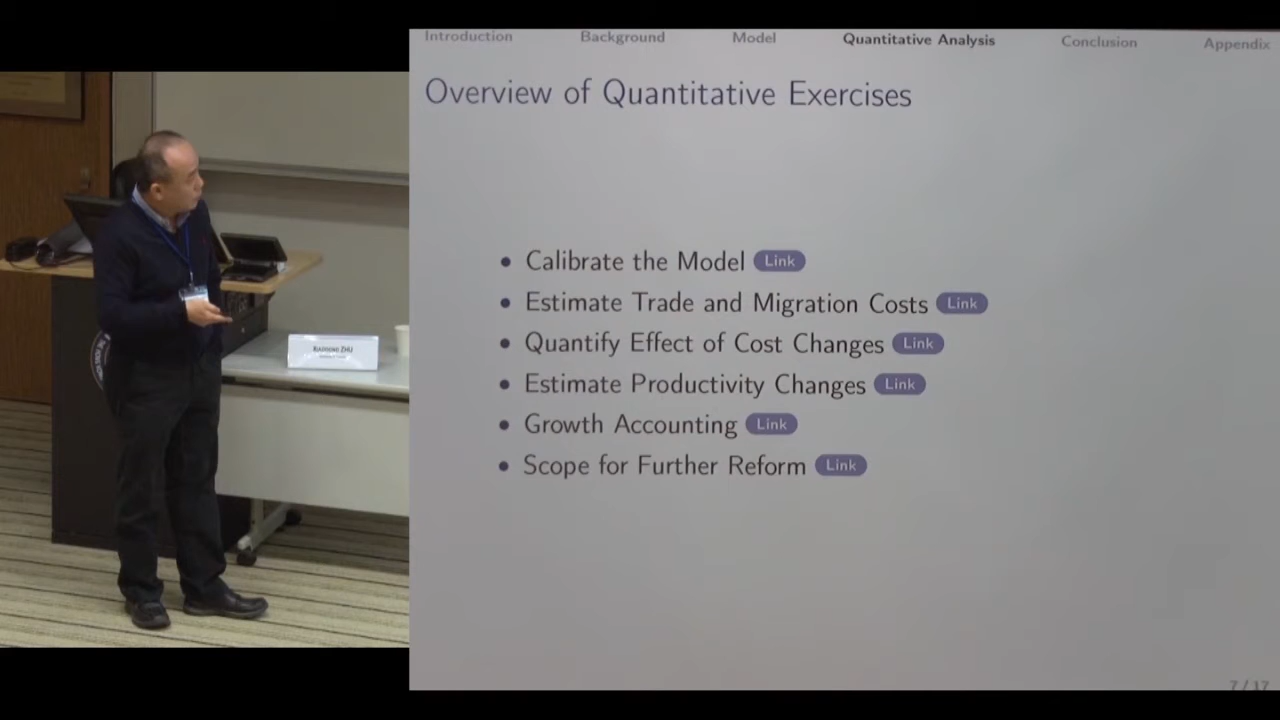 Introduction Background Model Quantitative Analysis Conclusion Appendix
Overview of Quantitative Exercises
• Calibrate the Model Link
• Estimate Trade and Migration Costs Link
• Quantify Effect of Cost Changes Link
• Estimate Productivity Changes Link
• Growth Accounting Link
• Scope for Further Reform Link
7 / 17
ZHU